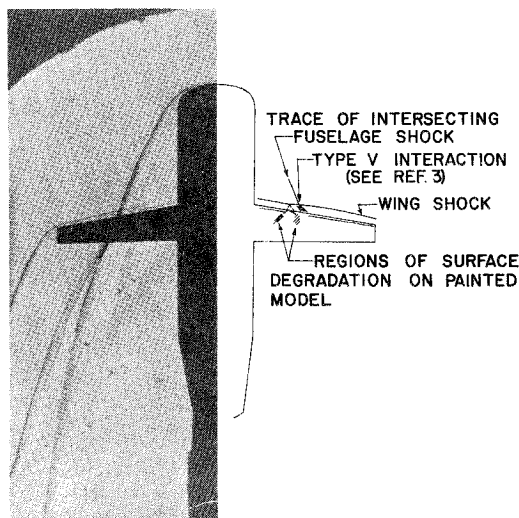 TRACE OF INTERSECTING
FUSELAGE SHOCK
TYPE V INTERACTION
(SEE REF. 3)
WING SHOCK
REGIONS OF SURFACE
DEGRADATION ON PAINTED
MODEL